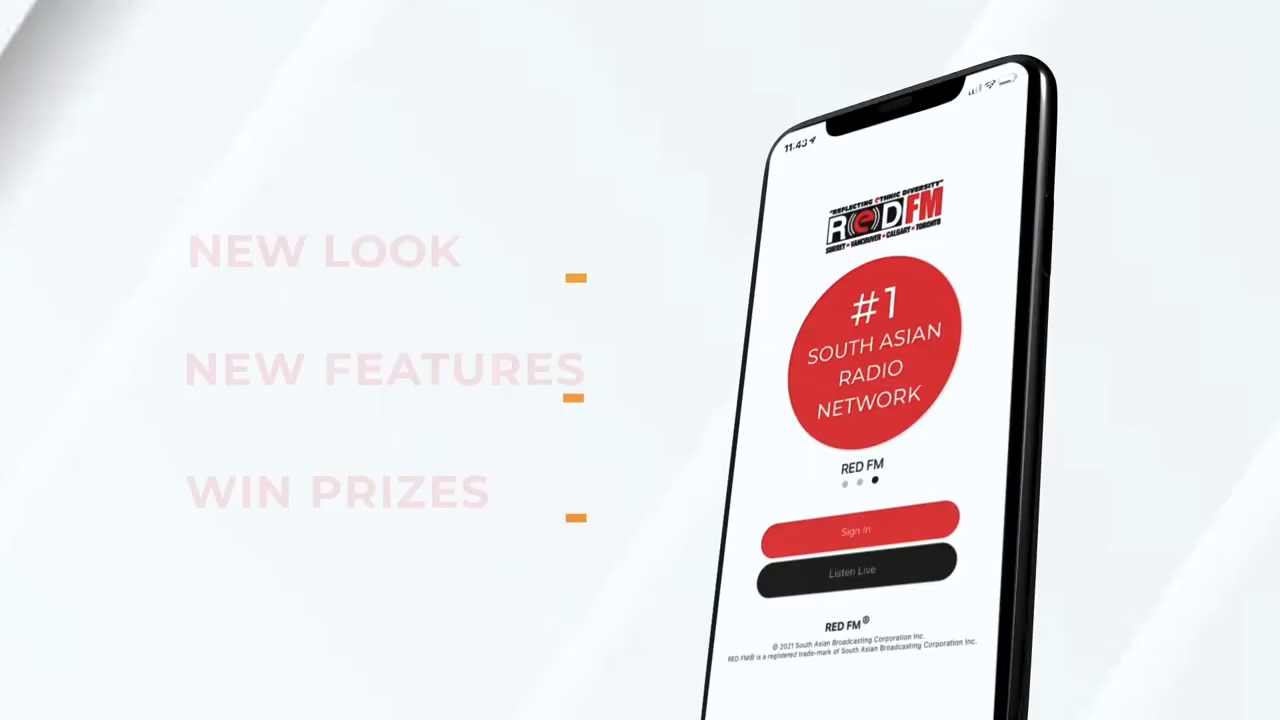 NEW LOOK
NEW FEATURES
WIN PRIZES
11:43
"REFLECTING eTHNIC DIVERSITY"
ReDFM
SURREY • VANCOUVER • CALGARY • TORONTO
#1
SOUTH ASIAN
RADIO
NETWORK
RED FM
Sign In
Listen Live
RED FM®
© 2021 South Asian Broadcasting Corporation Inc.
RED FM® is a registered trade-mark of South Asian Broadcasting Corporation Inc.